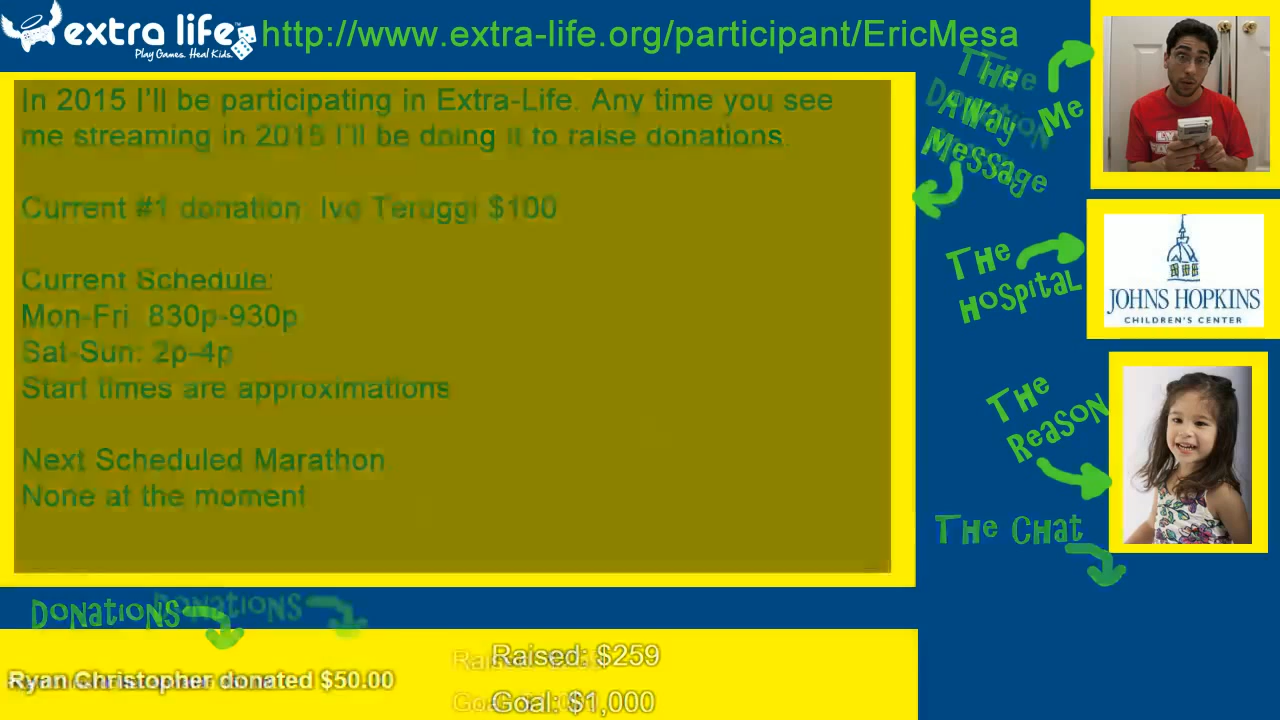 extra life
Play Games. Heal Kids.
http://www.extra-life.org/participant/EricMesa
In 2015 I'll be participating in Extra-Life. Any time you see
me streaming in 2015 I'll be doing it to raise donations.
Current #1 donation: Ivo Teruggi $100
Current Schedule:
Mon-Fri: 830p-930p
Sat-Sun: 2p-4p
Start times are approximations
Next Scheduled Marathon
None at the moment
The
Away
Message
Me
The
Hospital
JOHNS HOPKINS
CHILDREN'S CENTER
The
Reason
The Chat
Donations
Donations
Ryan Christopher donated $50.00
Raised: $259
Goal: $1,000